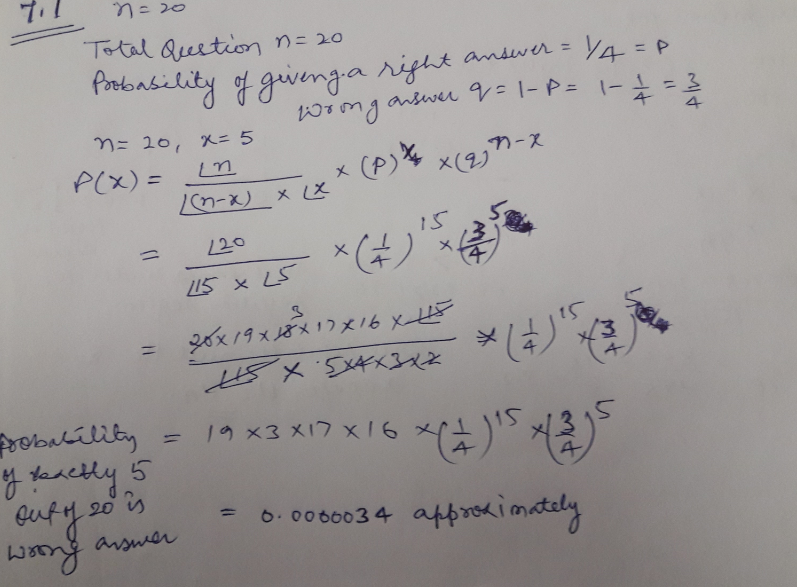 7.1 n = 20
Total Question n = 20
Probability of giving a right answer = 1/4 = P
Wrong answer q = 1 - P = 1 - 1/4 = 3/4
n = 20, x = 5
P(x) = ⌊n / (⌊(n-x) × ⌊x) × (P)^x × (q)^n-x
= ⌊20 / (⌊15 × ⌊5) × (1/4)^15 × (3/4)^5
= 20 × 19 × 18 3 × 17 × 16 × ⌊15 / (⌊15 × 5×4×3×2) × (1/4)^15 × (3/4)^5
Probability = 19 × 3 × 17 × 16 × (1/4)^15 × (3/4)^5
of exactly 5
out of 20 is = 0.0000034 approximately
wrong answer